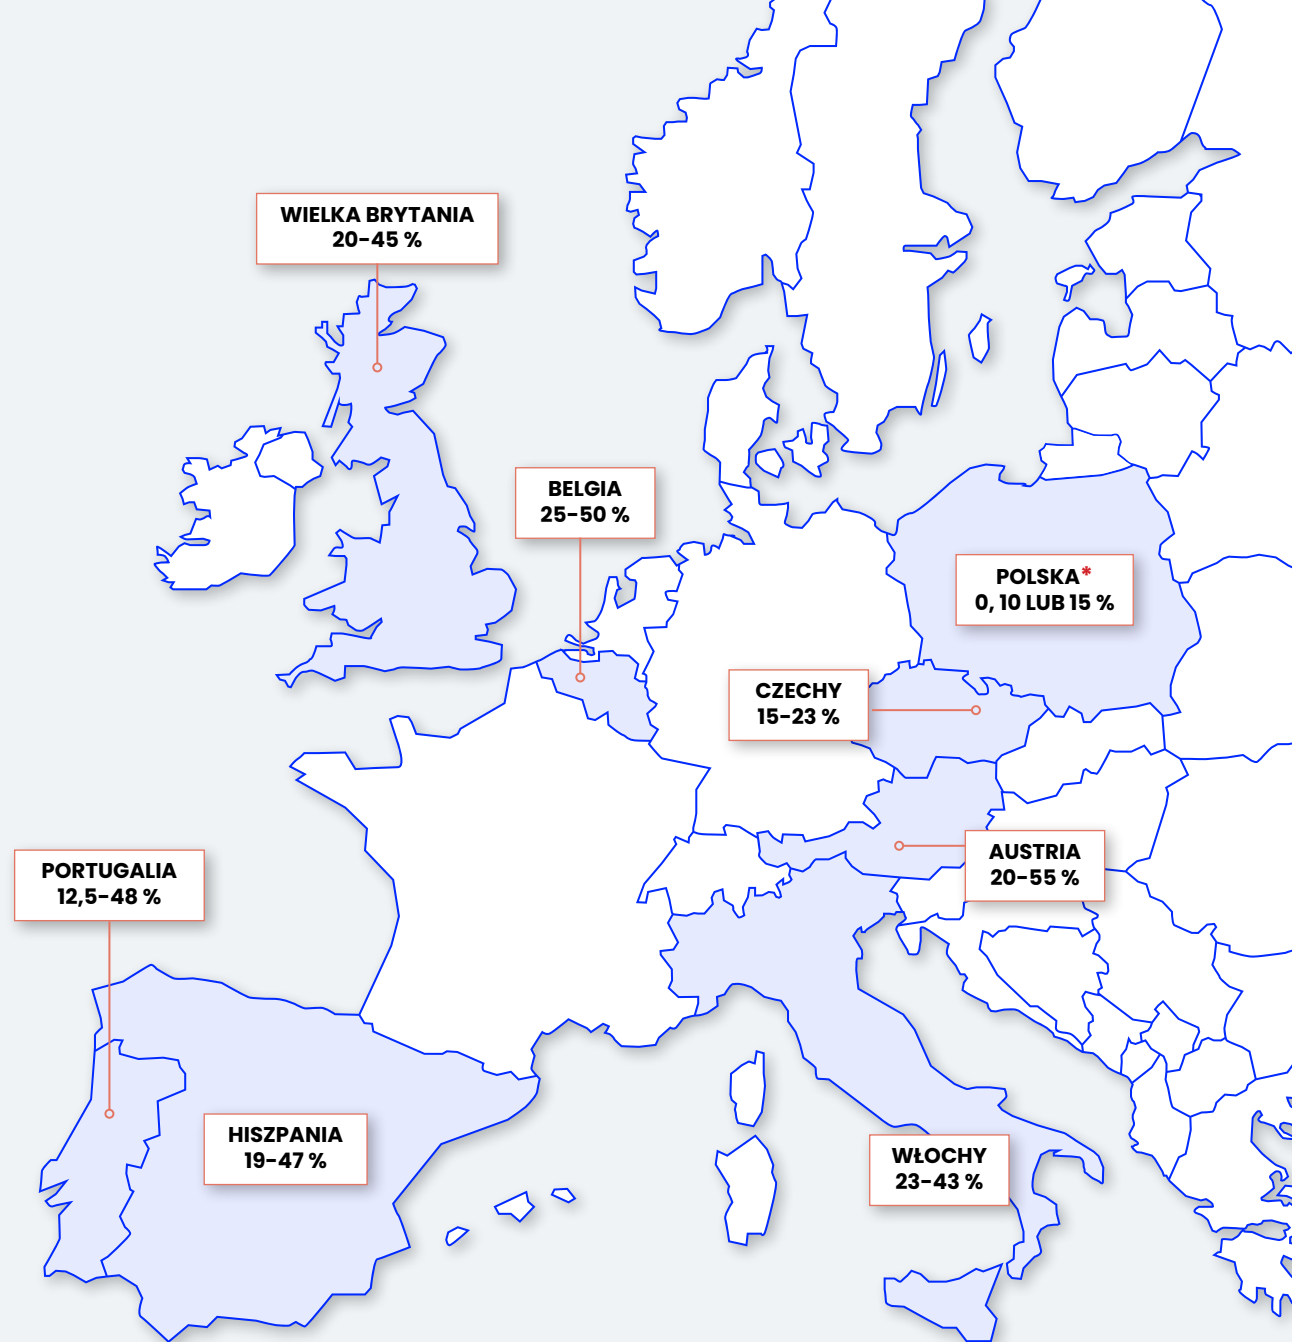 WIELKA BRYTANIA
20-45 %
BELGIA
25-50 %
POLSKA*
0, 10 LUB 15 %
CZECHY
15-23 %
AUSTRIA
20-55 %
PORTUGALIA
12,5-48 %
HISZPANIA
19-47 %
WŁOCHY
23-43 %